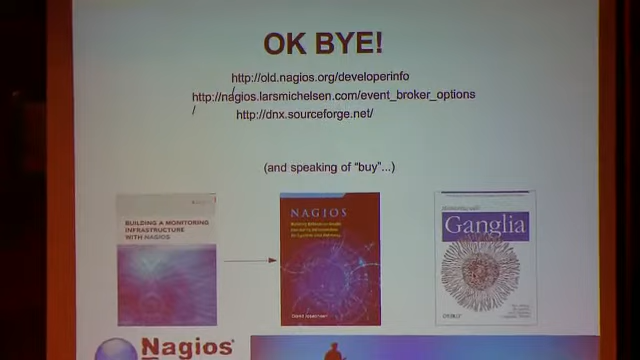 OK BYE!
http://old.nagios.org/developerinfo
/
http://nagios.larsmichelsen.com/event_broker_options
/
http://dnx.sourceforge.net/
(and speaking of “buy”...)
BUILDING A MONITORING
INFRASTRUCTURE
WITH NAGIOS
NAGIOS
Ganglia
O'REILLY
Nagios®